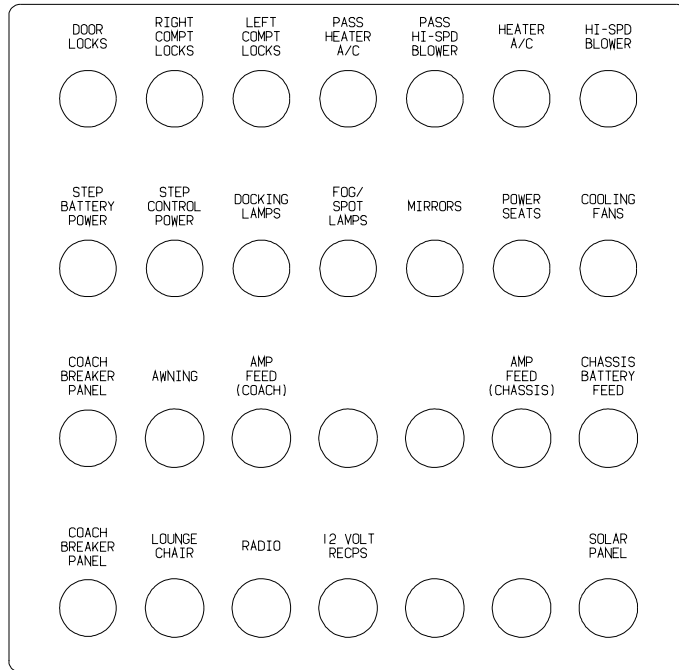 DOOR
LOCKS
RIGHT
COMPT
LOCKS
LEFT
COMPT
LOCKS
PASS
HEATER
A/C
PASS
HI-SPD
BLOWER
HEATER
A/C
HI-SPD
BLOWER
STEP
BATTERY
POWER
STEP
CONTROL
POWER
DOCKING
LAMPS
FOG/
SPOT
LAMPS
MIRRORS
POWER
SEATS
COOLING
FANS
COACH
BREAKER
PANEL
AWNING
AMP
FEED
(COACH)
AMP
FEED
(CHASSIS)
CHASSIS
BATTERY
FEED
COACH
BREAKER
PANEL
LOUNGE
CHAIR
RADIO
12 VOLT
RECPS
SOLAR
PANEL